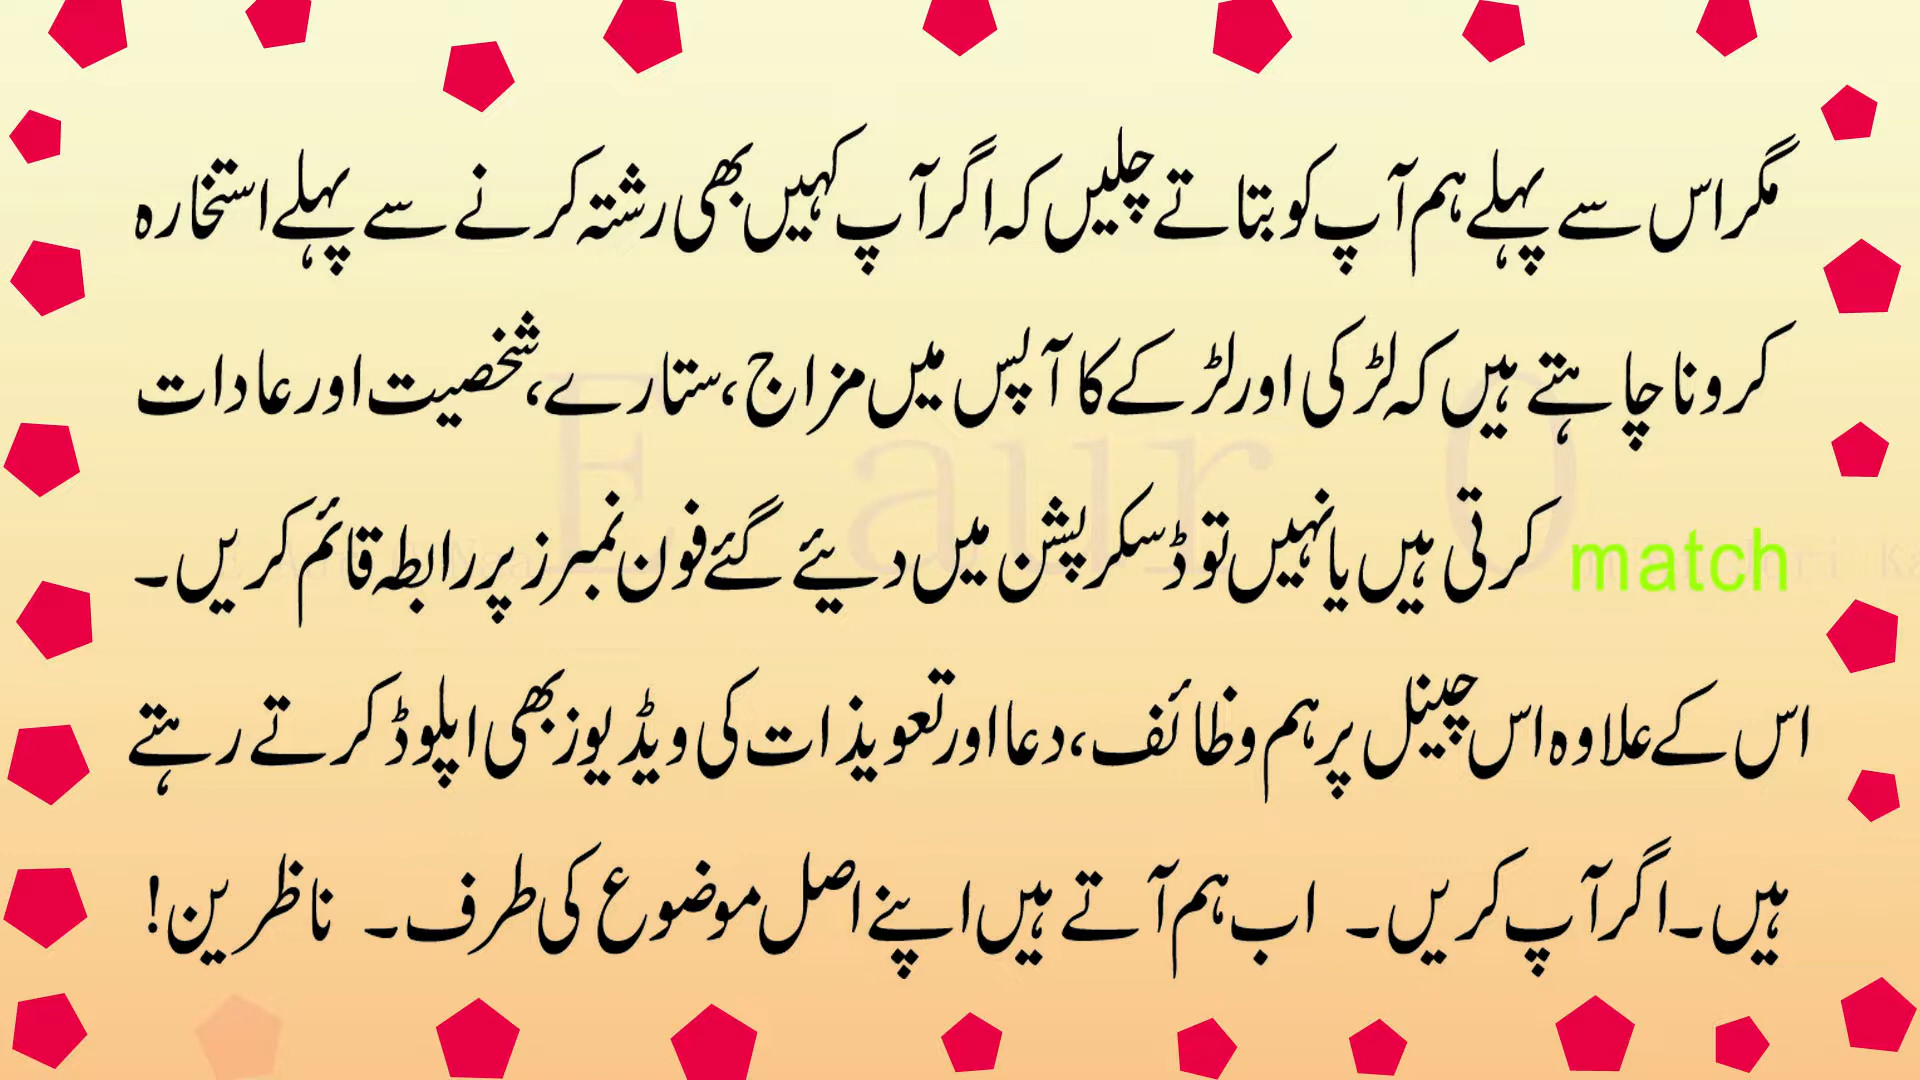 مگر اس سے پہلے ہم آپ کو بتاتے چلیں کہ اگر آپ کہیں بھی رشتہ کرنے سے پہلے استخارہ
کرونا چاہتے ہیں کہ لڑکی اور لڑکے کا آپس میں مزاج، ستارے، شخصیت اور عادات
match کرتی ہیں یا نہیں تو ڈسکرپشن میں دیئے گئے فون نمبرز پر رابطہ قائم کریں۔
اس کے علاوہ اس چینل پر ہم وظائف، دعا اور تعویذات کی ویڈیوز بھی اپلوڈ کرتے رہتے
ہیں۔ اگر آپ کریں۔ اب ہم آتے ہیں اپنے اصل موضوع کی طرف۔ ناظرین!
E aur O